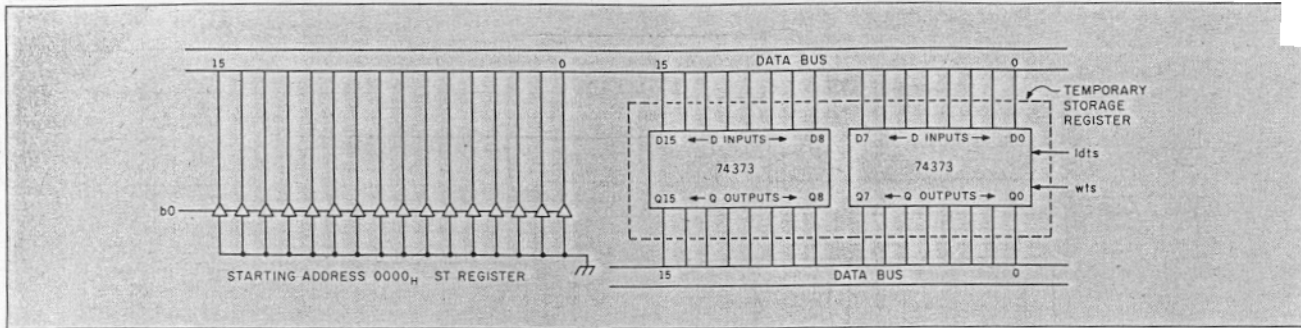 15 0
15 DATA BUS 0
TEMPORARY
STORAGE
REGISTER
D15 ← D INPUTS → D8
D7 ← D INPUTS → D0
74373
74373
ldts
wts
Q15 ← Q OUTPUTS → Q8
Q7 ← Q OUTPUTS → Q0
b0
STARTING ADDRESS 0000H ST REGISTER
15 DATA BUS 0